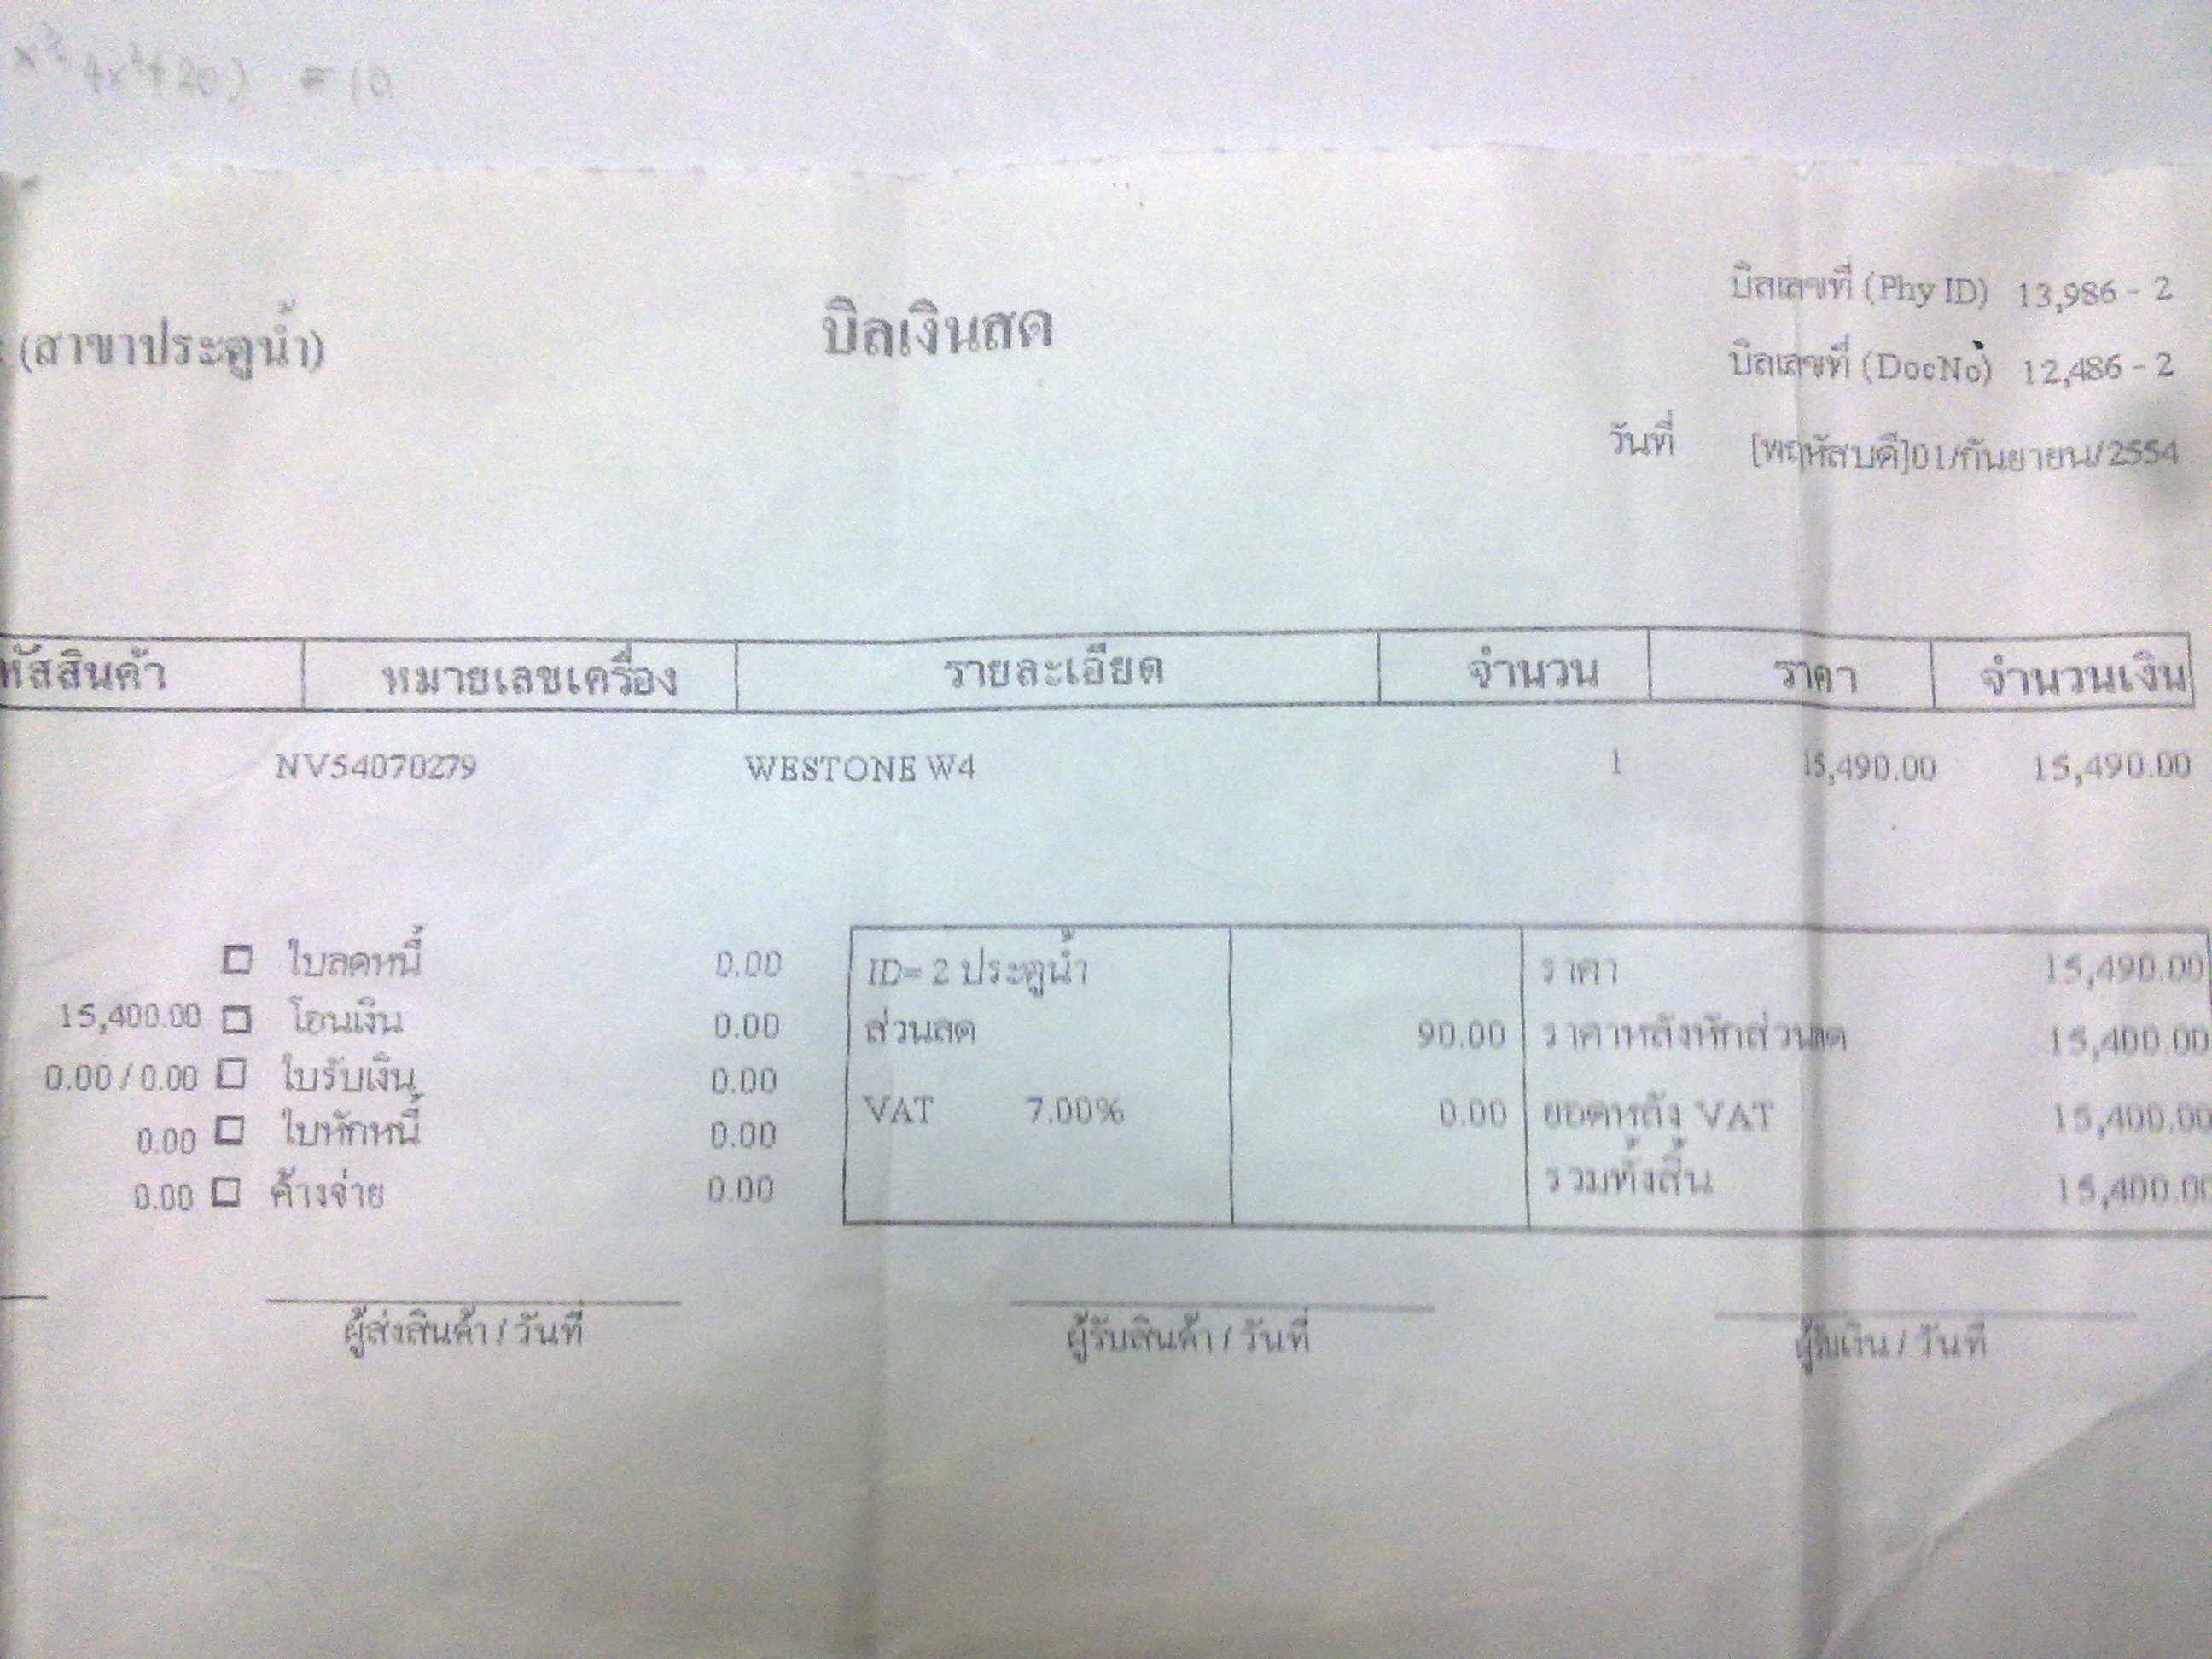 4x²+20) = 10
บิลเลขที่ (Phy ID) 13,986 - 2
(สาขาประตูน้ำ) บิลเงินสด
บิลเลขที่ (DocNo) 12,486 - 2
วันที่ [พฤหัสบดี]01/กันยายน/2554
หัสสินค้า หมายเลขเครื่อง รายละเอียด จำนวน ราคา จำนวนเงิน
NV54070279 WESTONE W4 1 15,490.00 15,490.00
ใบลดหนี้ 0.00 ID= 2 ประตูน้ำ ราคา 15,490.00
15,400.00 โอนเงิน 0.00 ส่วนลด 90.00 ราคาหลังหักส่วนลด 15,400.00
0.00 / 0.00 ใบรับเงิน 0.00
VAT 7.00% 0.00 ยอดหลัง VAT 15,400.00
0.00 ใบหักหนี้ 0.00
0.00 ค้างจ่าย 0.00 รวมทั้งสิ้น 15,400.00
ผู้ส่งสินค้า / วันที่ ผู้รับสินค้า / วันที่ ผู้รับเงิน / วันที่